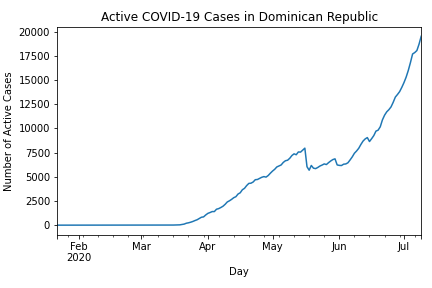 Active COVID-19 Cases in Dominican Republic
Number of Active Cases
20000
17500
15000
12500
10000
7500
5000
2500
0
Feb
2020
Mar
Apr
May
Jun
Jul
Day